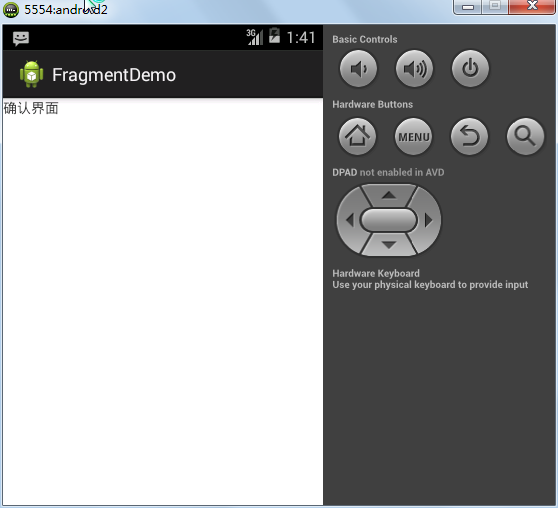 5554:android2
3G 1:41
FragmentDemo
确认界面
Basic Controls
Hardware Buttons
MENU
DPAD not enabled in AVD
Hardware Keyboard
Use your physical keyboard to provide input